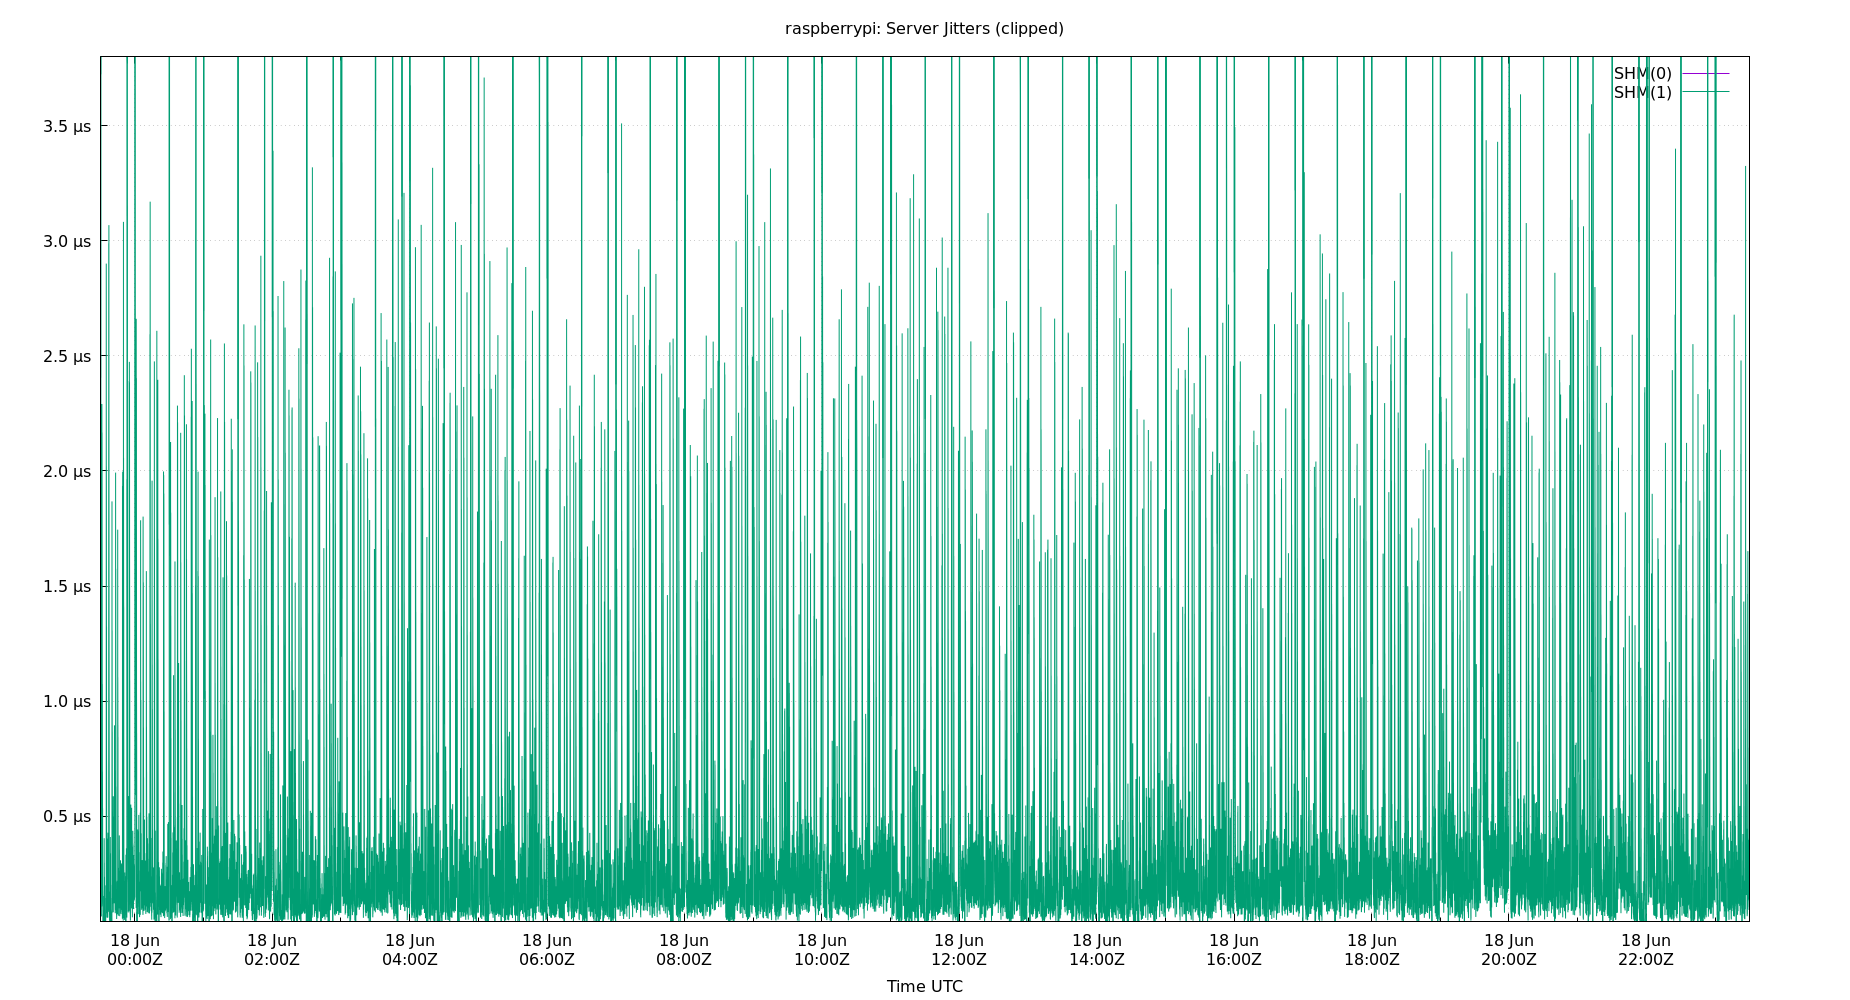 raspberrypi: Server Jitters (clipped)
SHM(0)
SHM(1)
3.5 µs
3.0 µs
2.5 µs
2.0 µs
1.5 µs
1.0 µs
0.5 µs
18 Jun 18 Jun 18 Jun 18 Jun 18 Jun 18 Jun 18 Jun 18 Jun 18 Jun 18 Jun 18 Jun 18 Jun
00:00Z 02:00Z 04:00Z 06:00Z 08:00Z 10:00Z 12:00Z 14:00Z 16:00Z 18:00Z 20:00Z 22:00Z
Time UTC